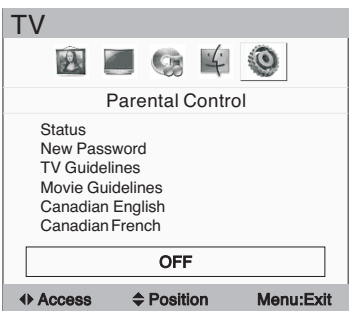 TV
Parental Control
Status
New Password
TV Guidelines
Movie Guidelines
Canadian English
Canadian French
OFF
Access Position Menu:Exit